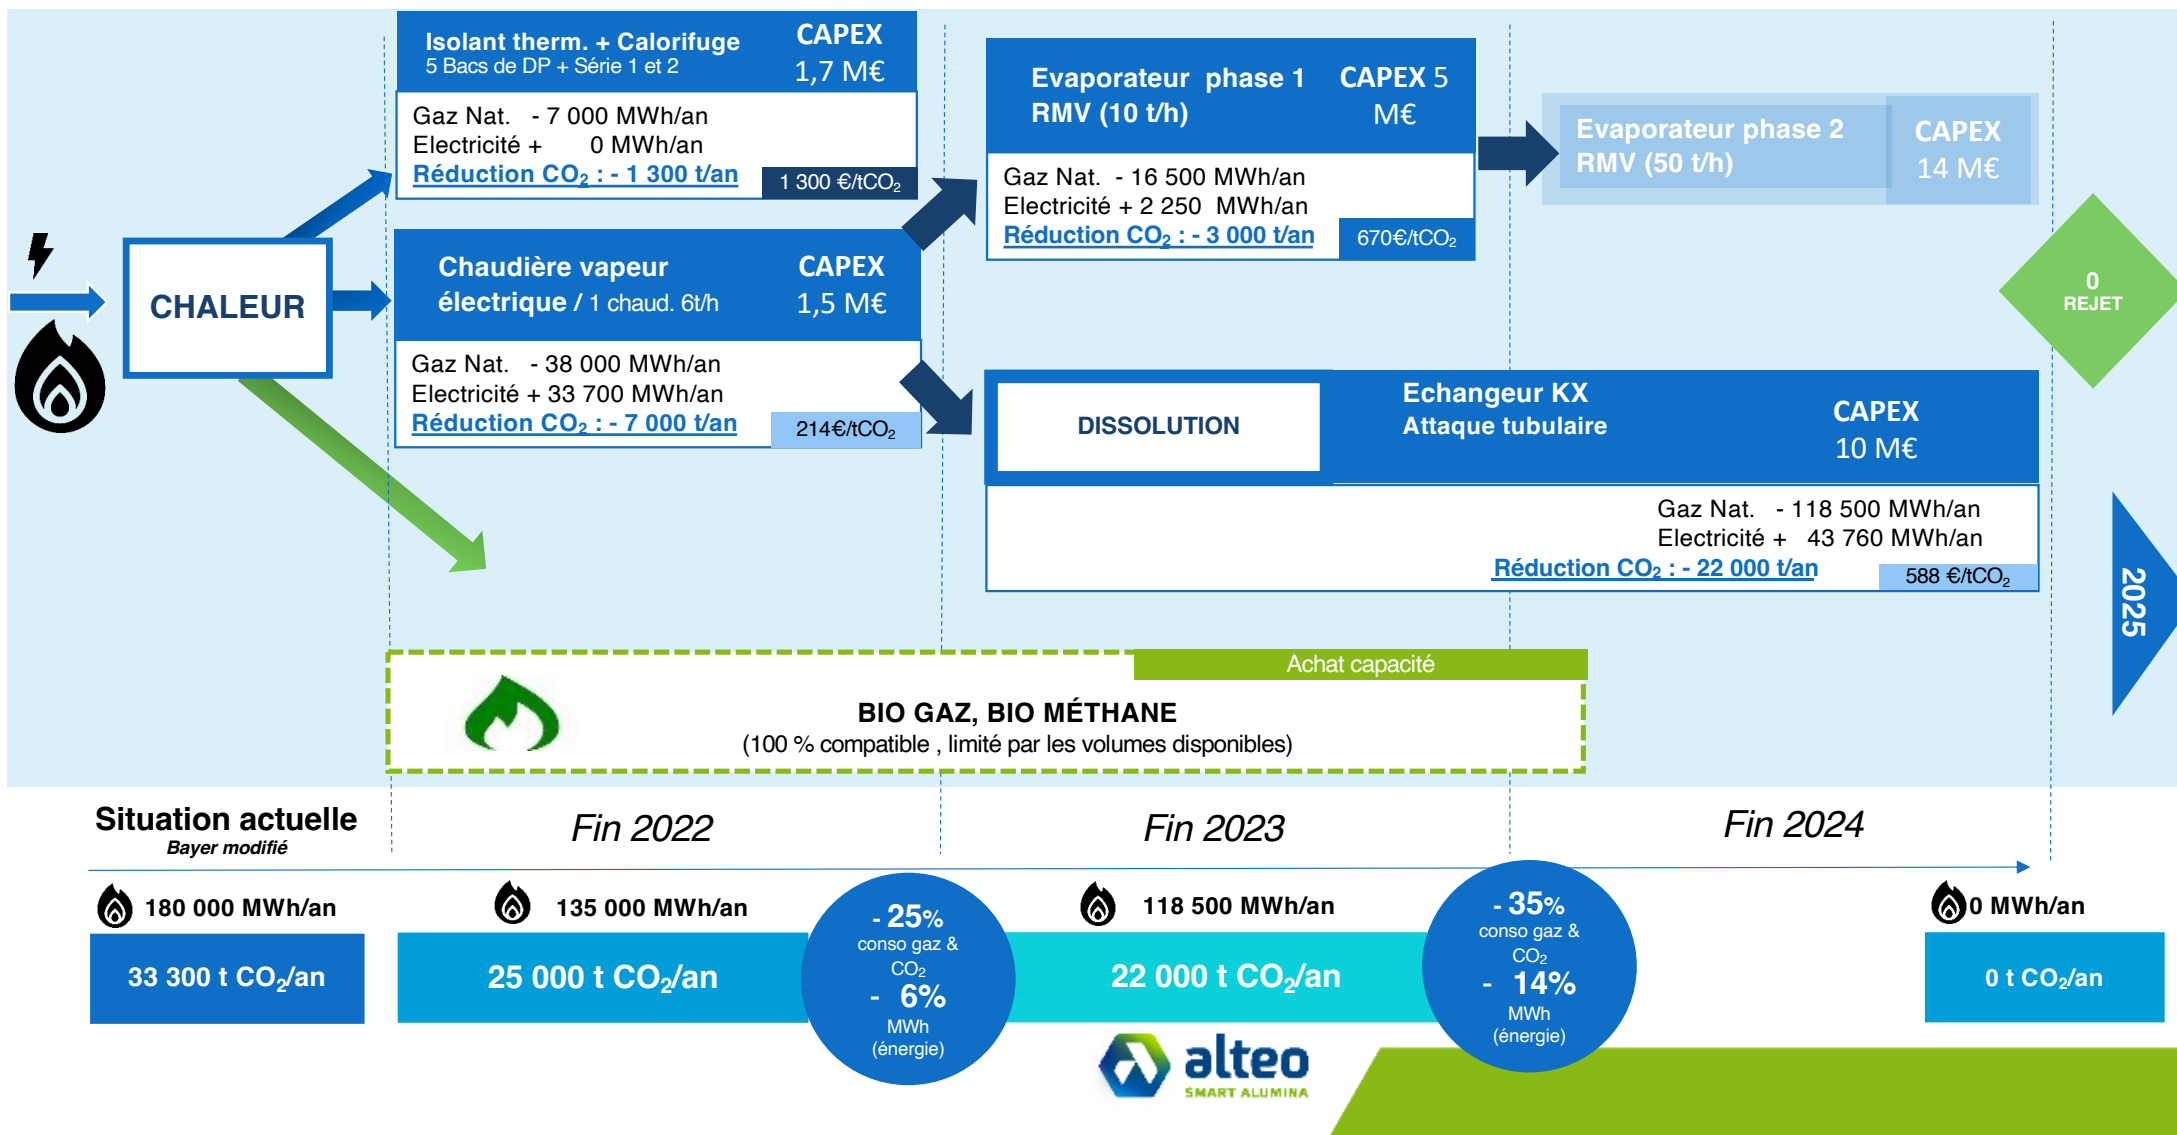 Isolant therm. + Calorifuge
5 Bacs de DP + Série 1 et 2
CAPEX
1,7 M€
Gaz Nat. - 7 000 MWh/an
Electricité + 0 MWh/an
Réduction CO₂ : - 1 300 t/an
1 300 €/tCO₂
Evaporateur phase 1
RMV (10 t/h)
CAPEX 5
M€
Gaz Nat. - 16 500 MWh/an
Electricité + 2 250 MWh/an
Réduction CO₂ : - 3 000 t/an
670€/tCO₂
Evaporateur phase 2
RMV (50 t/h)
CAPEX
14 M€
CHALEUR
Chaudière vapeur
électrique / 1 chaud. 6t/h
CAPEX
1,5 M€
Gaz Nat. - 38 000 MWh/an
Electricité + 33 700 MWh/an
Réduction CO₂ : - 7 000 t/an
214€/tCO₂
0
REJET
DISSOLUTION
Echangeur KX
Attaque tubulaire
CAPEX
10 M€
Gaz Nat. - 118 500 MWh/an
Electricité + 43 760 MWh/an
Réduction CO₂ : - 22 000 t/an
588 €/tCO₂
2025
Achat capacité
BIO GAZ, BIO MÉTHANE
(100 % compatible , limité par les volumes disponibles)
Situation actuelle
Bayer modifié
Fin 2022
Fin 2023
Fin 2024
180 000 MWh/an
33 300 t CO₂/an
135 000 MWh/an
25 000 t CO₂/an
- 25%
conso gaz &
CO₂
- 6%
MWh
(énergie)
118 500 MWh/an
22 000 t CO₂/an
- 35%
conso gaz &
CO₂
- 14%
MWh
(énergie)
0 MWh/an
0 t CO₂/an
alteo
SMART ALUMINA